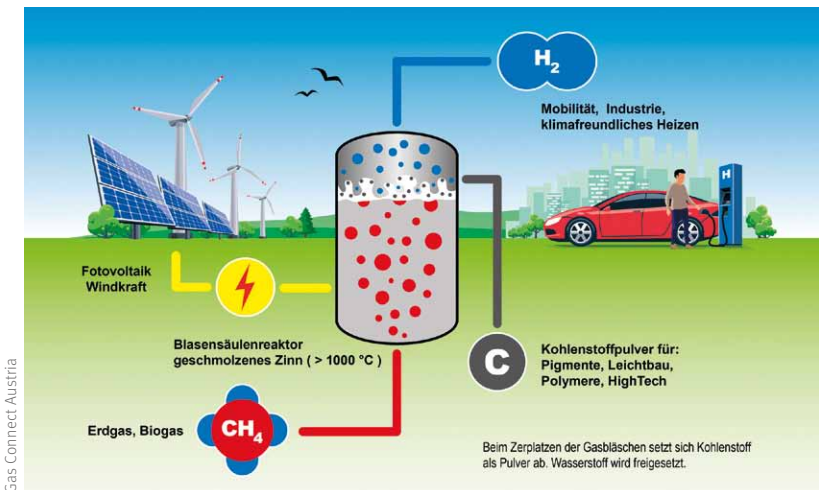 H₂
Mobilität, Industrie,
klimafreundliches Heizen
H
Fotovoltaik
Windkraft
Blasensäulenreaktor
geschmolzenes Zinn ( > 1000 °C )
C
Kohlenstoffpulver für:
Pigmente, Leichtbau,
Polymere, HighTech
Erdgas, Biogas
CH₄
Beim Zerplatzen der Gasbläschen setzt sich Kohlenstoff
als Pulver ab. Wasserstoff wird freigesetzt.
Gas Connect Austria